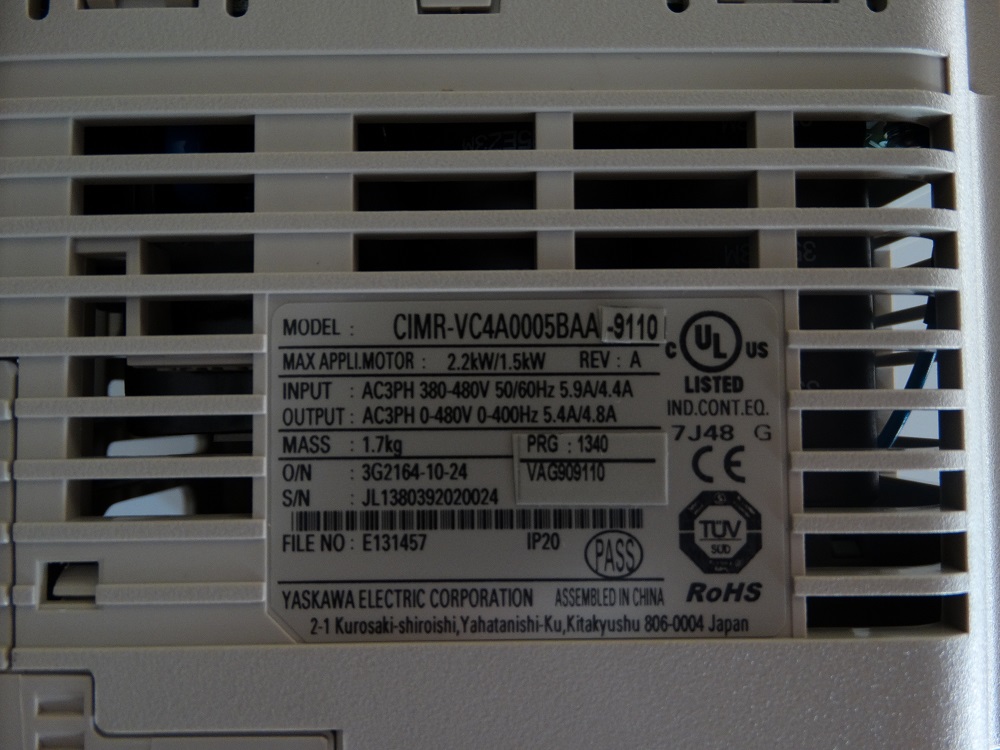 MODEL : CIMR-VC4A0005BAA -9110
MAX APPLI.MOTOR : 2.2kW/1.5kW REV : A
INPUT : AC3PH 380-480V 50/60Hz 5.9A/4.4A
OUTPUT : AC3PH 0-480V 0-400Hz 5.4A/4.8A
MASS : 1.7kg PRG : 1340
O/N : 3G2164-10-24 VAG909110
S/N : JL1380392020024
FILE NO : E131457 IP20 PASS
YASKAWA ELECTRIC CORPORATION ASSEMBLED IN CHINA
2-1 Kurosaki-shiroishi,Yahatanishi-Ku,Kitakyushu 806-0004 Japan
C UL US
LISTED
IND.CONT.EQ.
7J48 G
CE
TÜV
SÜD
RoHS